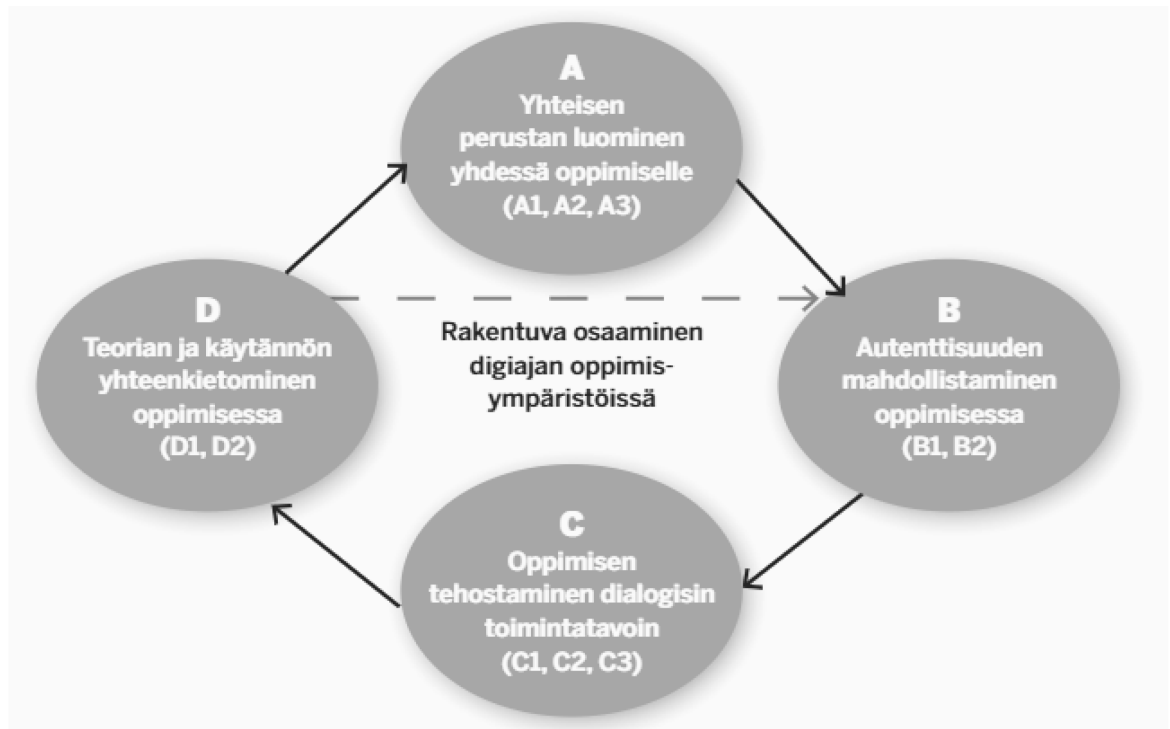 A
Yhteisen
perustan luominen
yhdessä oppimiselle
(A1, A2, A3)
D
Teorian ja käytännön
yhteenkietominen
oppimisessa
(D1, D2)
Rakentuva osaaminen
digiajan oppimis-
ympäristöissä
B
Autenttisuuden
mahdollistaminen
oppimisessa
(B1, B2)
C
Oppimisen
tehostaminen dialogisin
toimintatavoin
(C1, C2, C3)